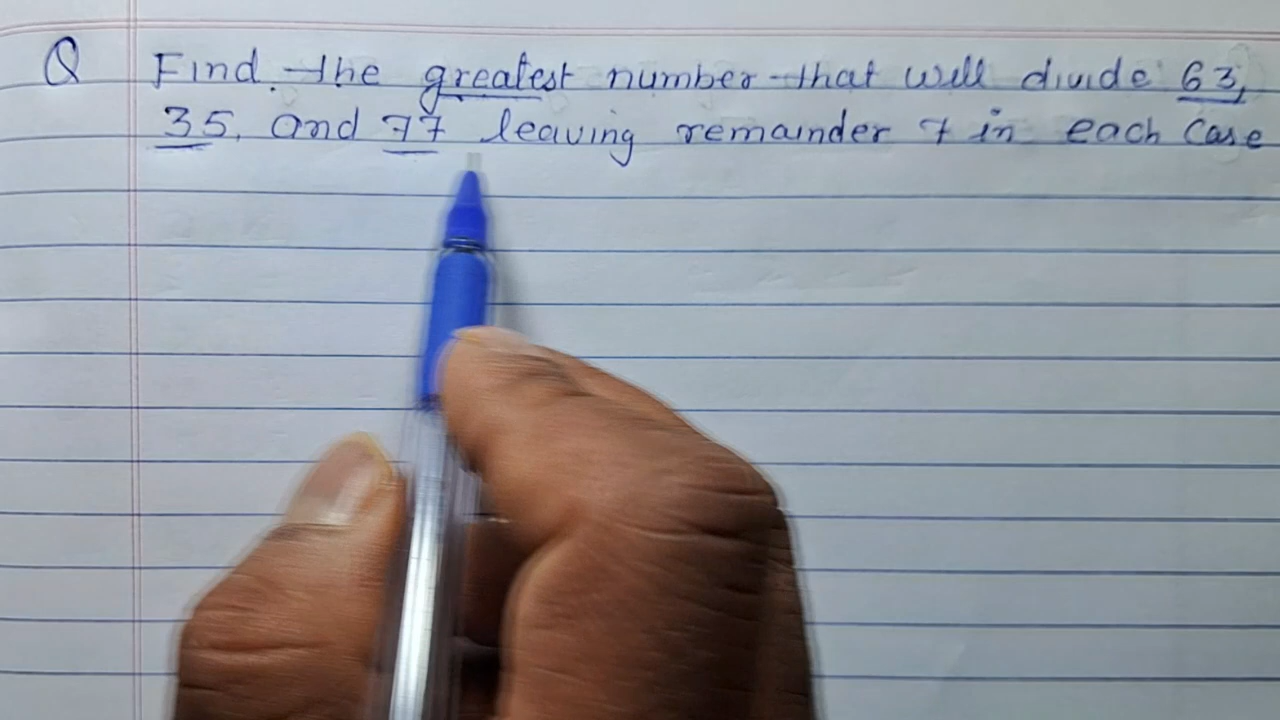 Q Find the greatest number that will divide 63,
35, and 77 leaving remainder 7 in each case